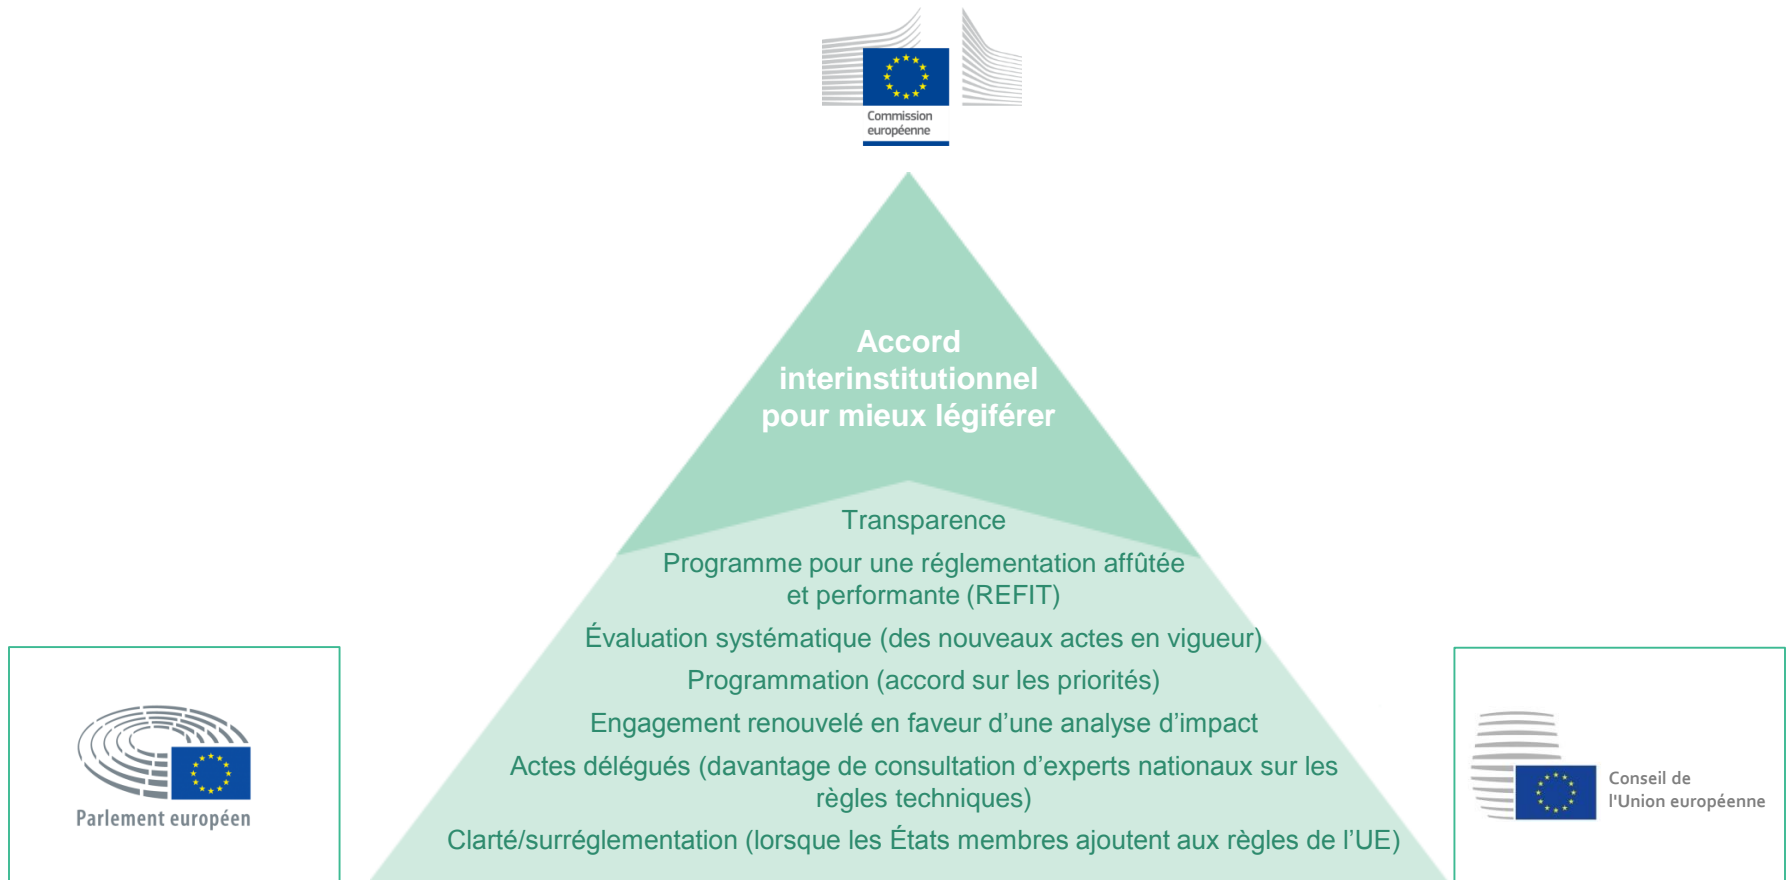 Commission
européenne
Accord
interinstitutionnel
pour mieux légiférer
Transparence
Programme pour une réglementation affûtée
et performante (REFIT)
Évaluation systématique (des nouveaux actes en vigueur)
Programmation (accord sur les priorités)
Engagement renouvelé en faveur d’une analyse d’impact
Actes délégués (davantage de consultation d’experts nationaux sur les
règles techniques)
Clarté/surréglementation (lorsque les États membres ajoutent aux règles de l’UE)
Parlement européen
Conseil de
l'Union européenne